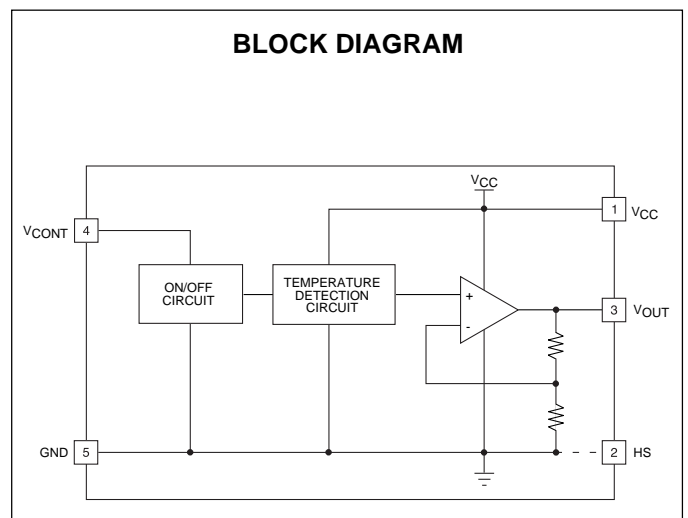 BLOCK DIAGRAM
VCC
1 VCC
VCONT 4
ON/OFF
CIRCUIT
TEMPERATURE
DETECTION
CIRCUIT
+
-
3 VOUT
GND 5
2 HS